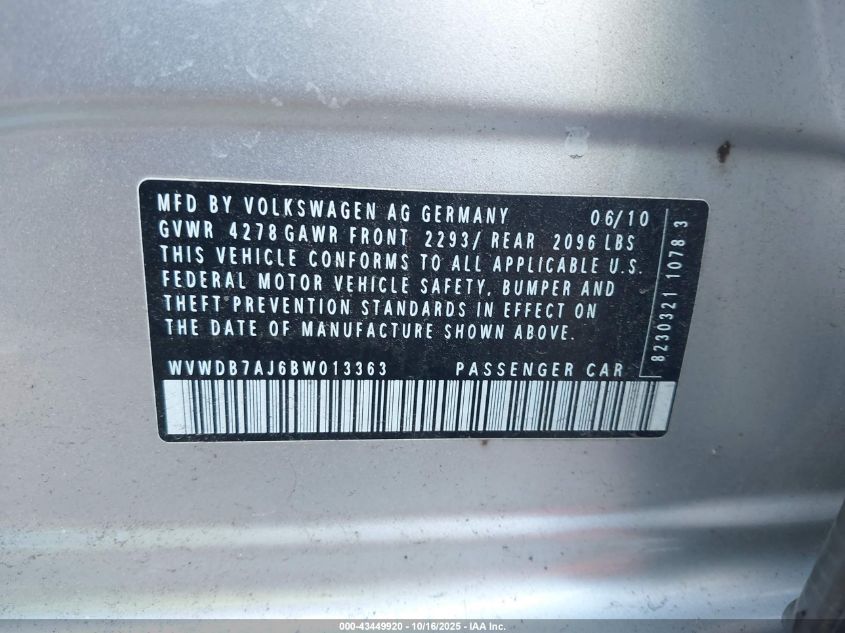 MFD BY VOLKSWAGEN AG GERMANY 06/10
GVWR 4278 GAWR FRONT 2293/ REAR 2096 LBS
THIS VEHICLE CONFORMS TO ALL APPLICABLE U.S.
FEDERAL MOTOR VEHICLE SAFETY, BUMPER AND
THEFT PREVENTION STANDARDS IN EFFECT ON
THE DATE OF MANUFACTURE SHOWN ABOVE.
WVWDB7AJ6BW013363 PASSENGER CAR
8230321 1078 3
000-43449920 - 10/16/2025 - IAA Inc.